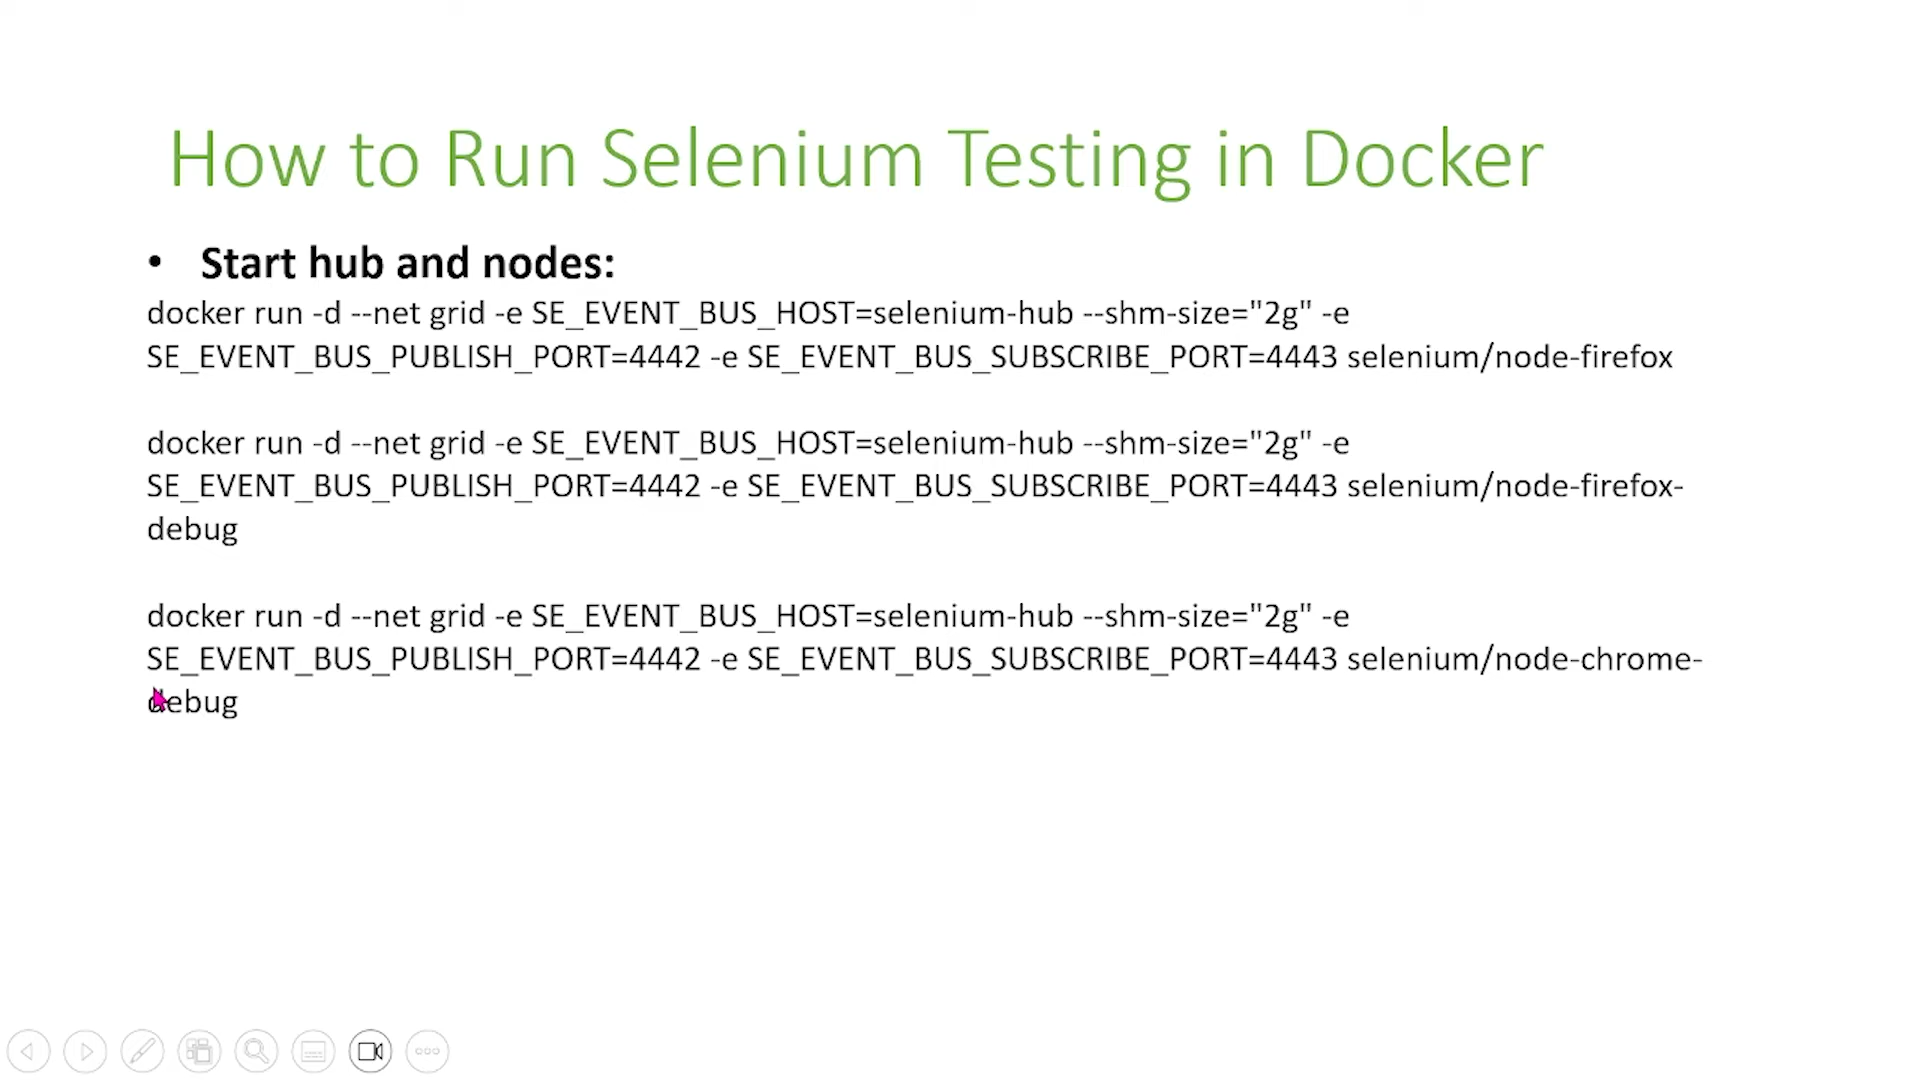 How to Run Selenium Testing in Docker
• Start hub and nodes:
docker run -d --net grid -e SE_EVENT_BUS_HOST=selenium-hub --shm-size="2g" -e
SE_EVENT_BUS_PUBLISH_PORT=4442 -e SE_EVENT_BUS_SUBSCRIBE_PORT=4443 selenium/node-firefox
docker run -d --net grid -e SE_EVENT_BUS_HOST=selenium-hub --shm-size="2g" -e
SE_EVENT_BUS_PUBLISH_PORT=4442 -e SE_EVENT_BUS_SUBSCRIBE_PORT=4443 selenium/node-firefox-
debug
docker run -d --net grid -e SE_EVENT_BUS_HOST=selenium-hub --shm-size="2g" -e
SE_EVENT_BUS_PUBLISH_PORT=4442 -e SE_EVENT_BUS_SUBSCRIBE_PORT=4443 selenium/node-chrome-
debug